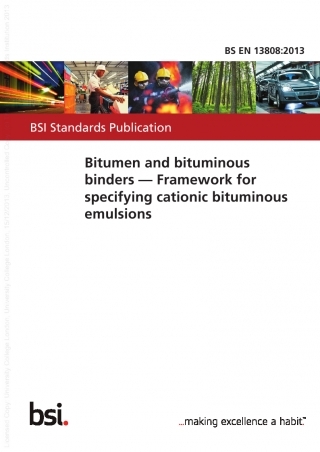 BS EN 13808:2013
BSI Standards Publication
Bitumen and bituminous
binders — Framework for
specifying cationic bituminous
emulsions
bsi.
...making excellence a habit.™